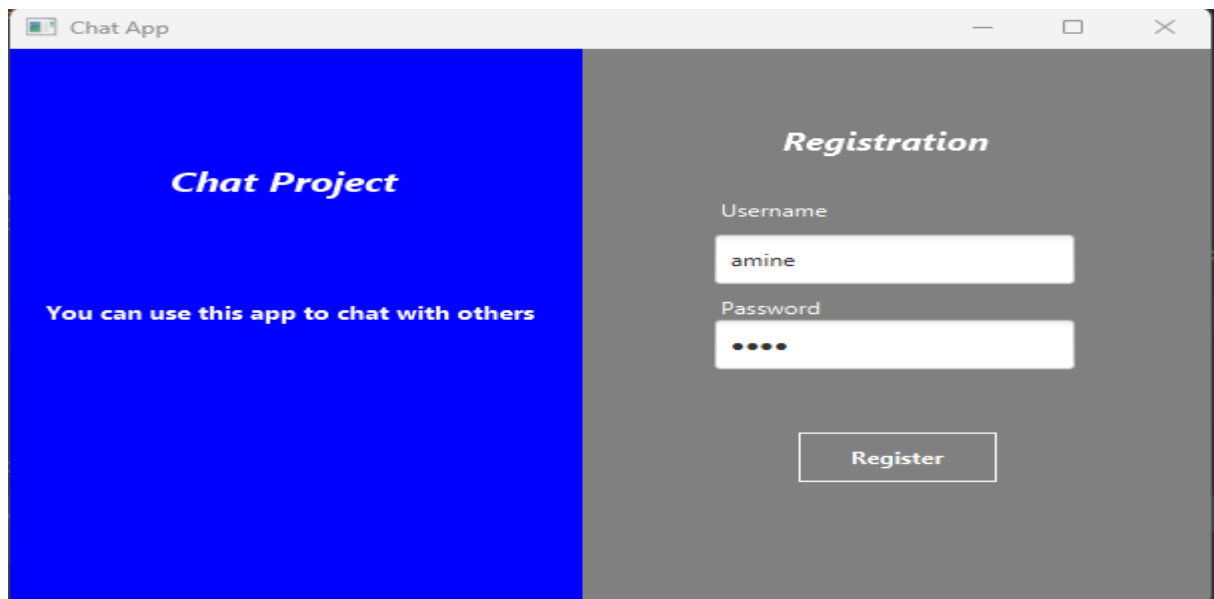 Chat App
Chat Project
You can use this app to chat with others
Registration
Username
amine
Password
••••
Register